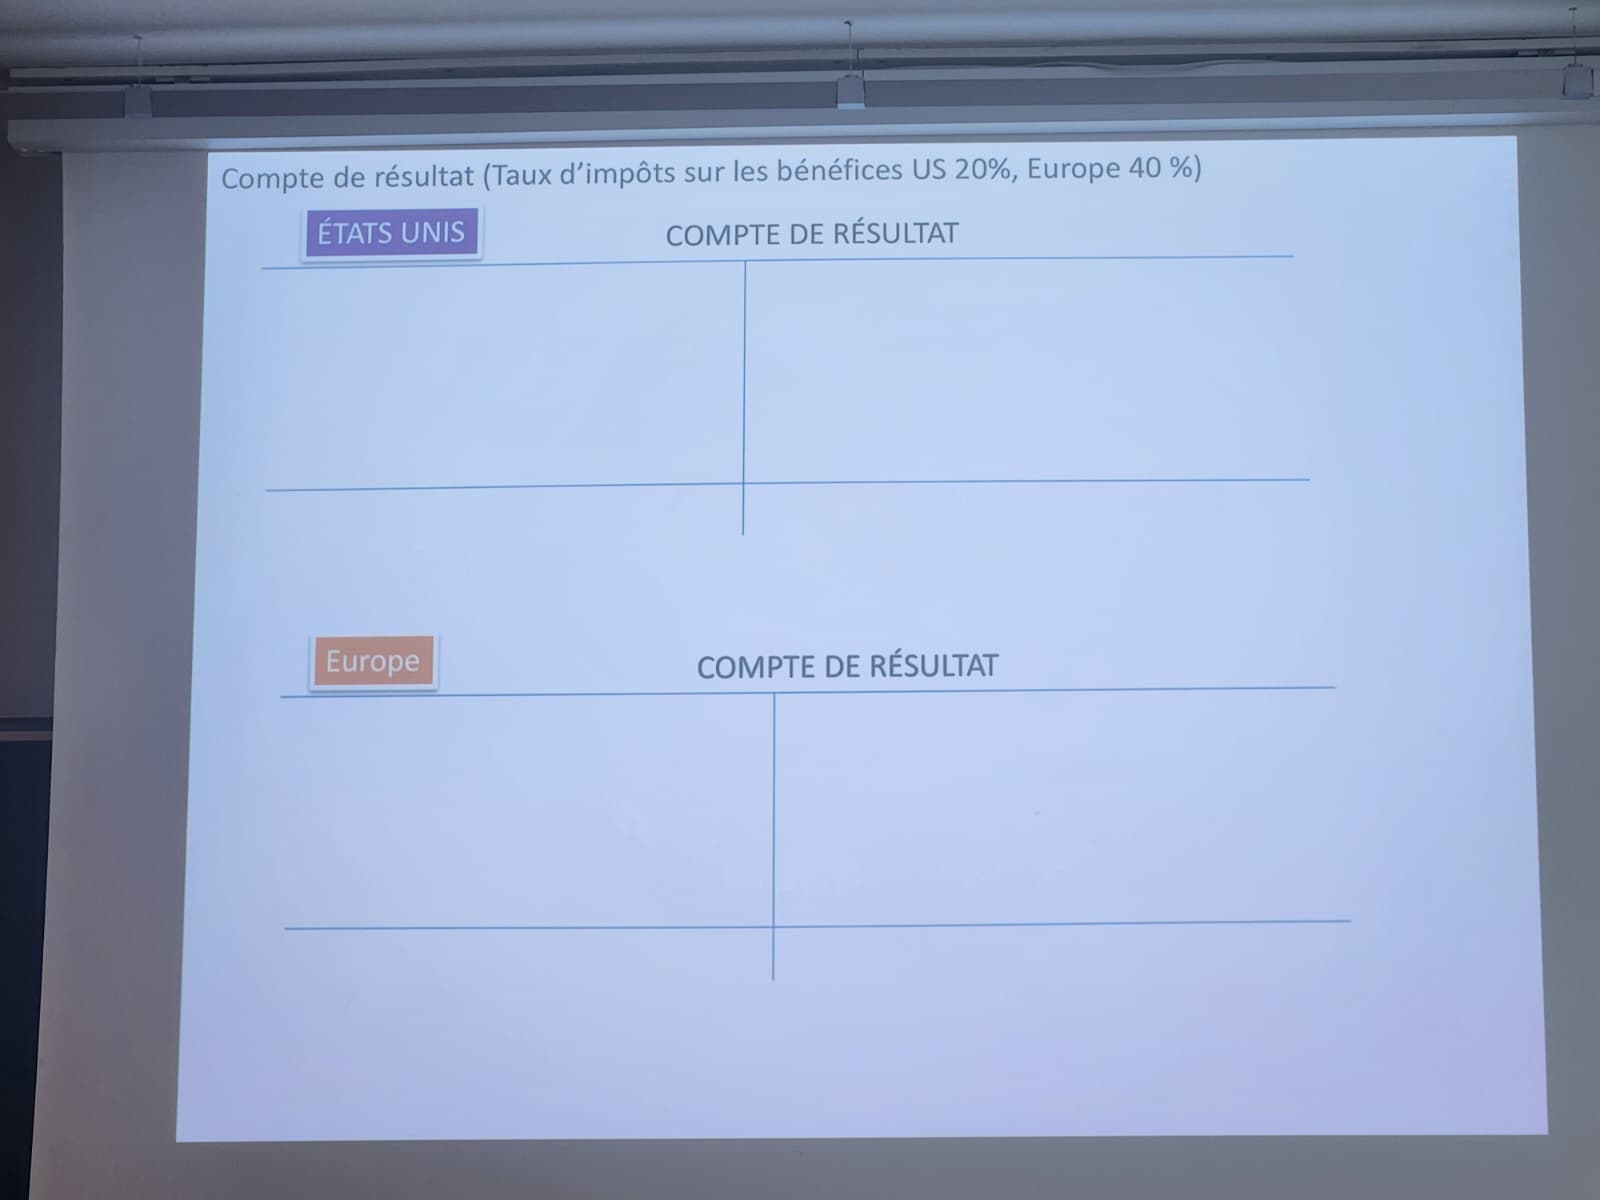 Compte de résultat (Taux d’impôts sur les bénéfices US 20%, Europe 40 %)
ÉTATS UNIS
COMPTE DE RÉSULTAT
Europe
COMPTE DE RÉSULTAT